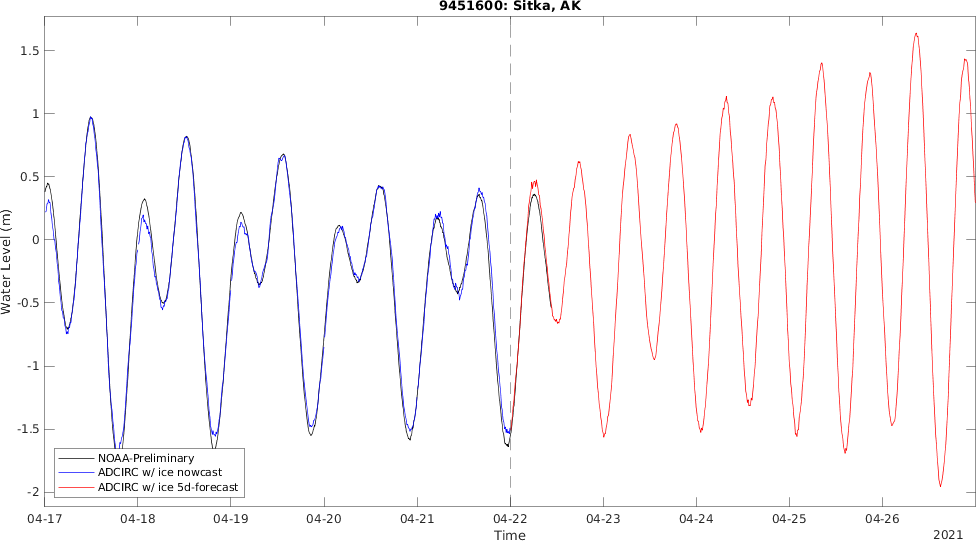 9451600: Sitka, AK
Water Level (m)
1.5
1
0.5
0
-0.5
-1
-1.5
-2
NOAA-Preliminary
ADCIRC w/ ice nowcast
ADCIRC w/ ice 5d-forecast
04-17 04-18 04-19 04-20 04-21 04-22 04-23 04-24 04-25 04-26
Time
2021